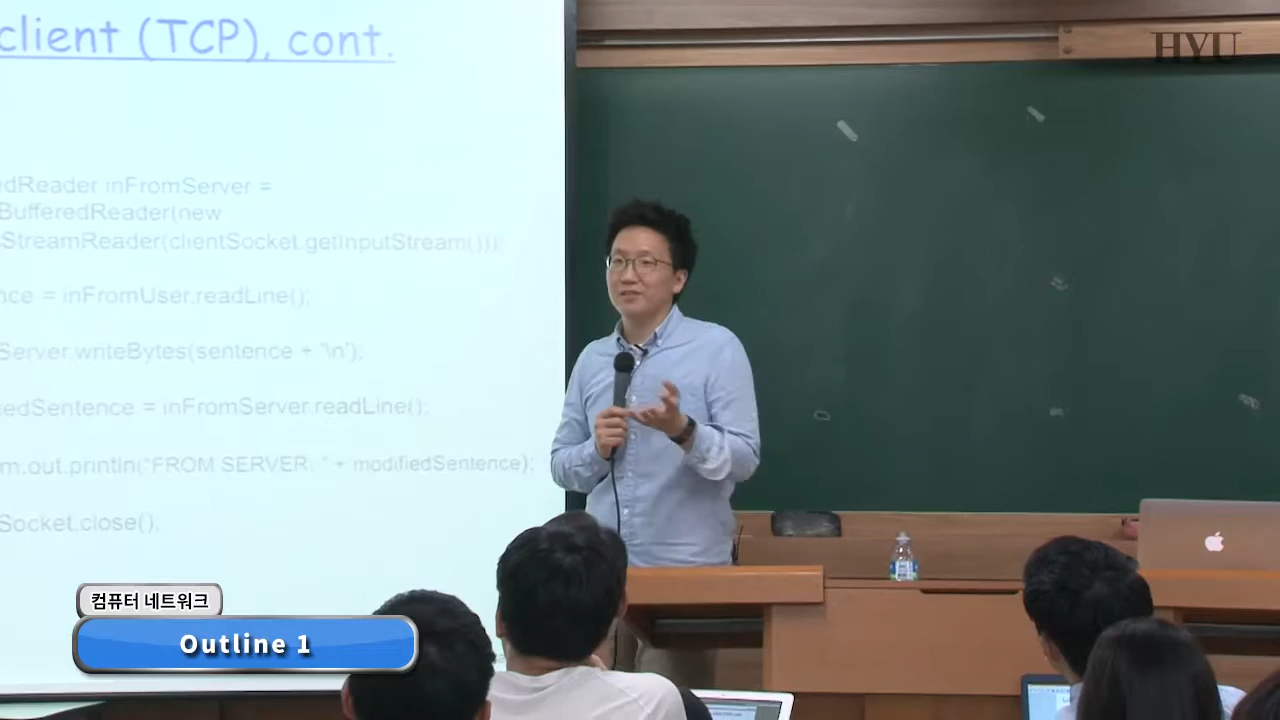 client (TCP), cont.
HYU
dReader inFromServer =
BufferedReader(new
StreamReader(clientSocket.getInputStream()));
nce = inFromUser.readLine();
Server.writeBytes(sentence + '\n');
iedSentence = inFromServer.readLine();
m.out.println("FROM SERVER: " + modifiedSentence);
Socket.close();
컴퓨터 네트워크
Outline 1